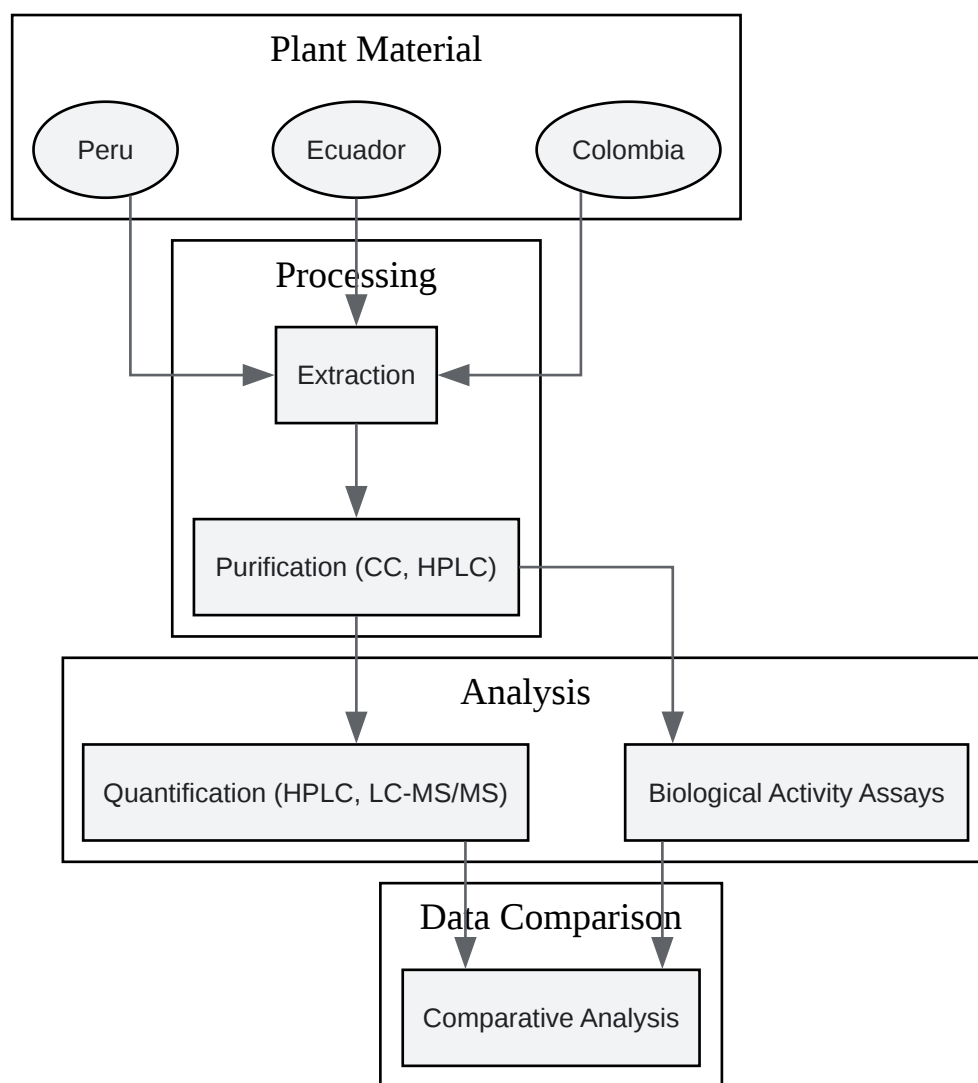 Plant Material
Peru
Ecuador
Colombia
Processing
Extraction
Purification (CC, HPLC)
Analysis
Quantification (HPLC, LC-MS/MS)
Biological Activity Assays
Data Comparison
Comparative Analysis